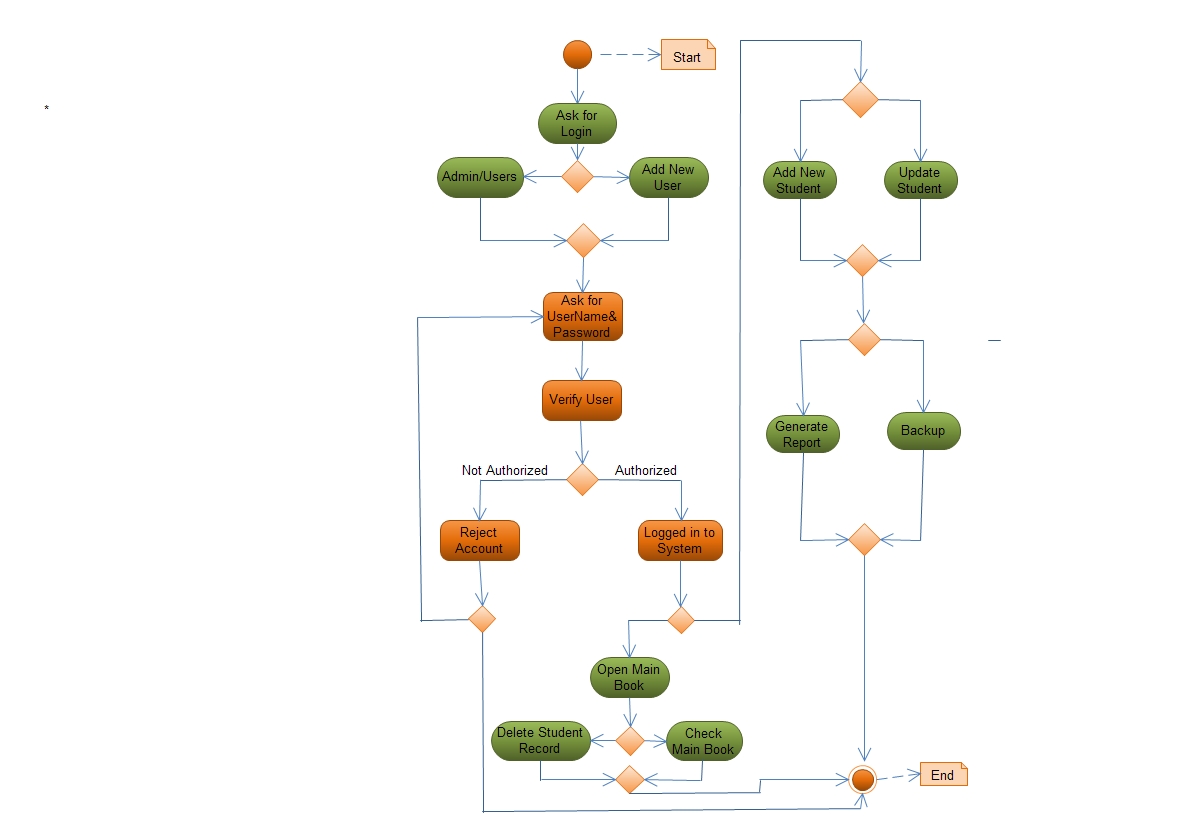 Start
*
Ask for
Login
Admin/Users
Add New
User
Add New
Student
Update
Student
Ask for
UserName&
Password
Verify User
Generate
Report
Backup
Not Authorized
Authorized
Reject
Account
Logged in to
System
Open Main
Book
Delete Student
Record
Check
Main Book
End